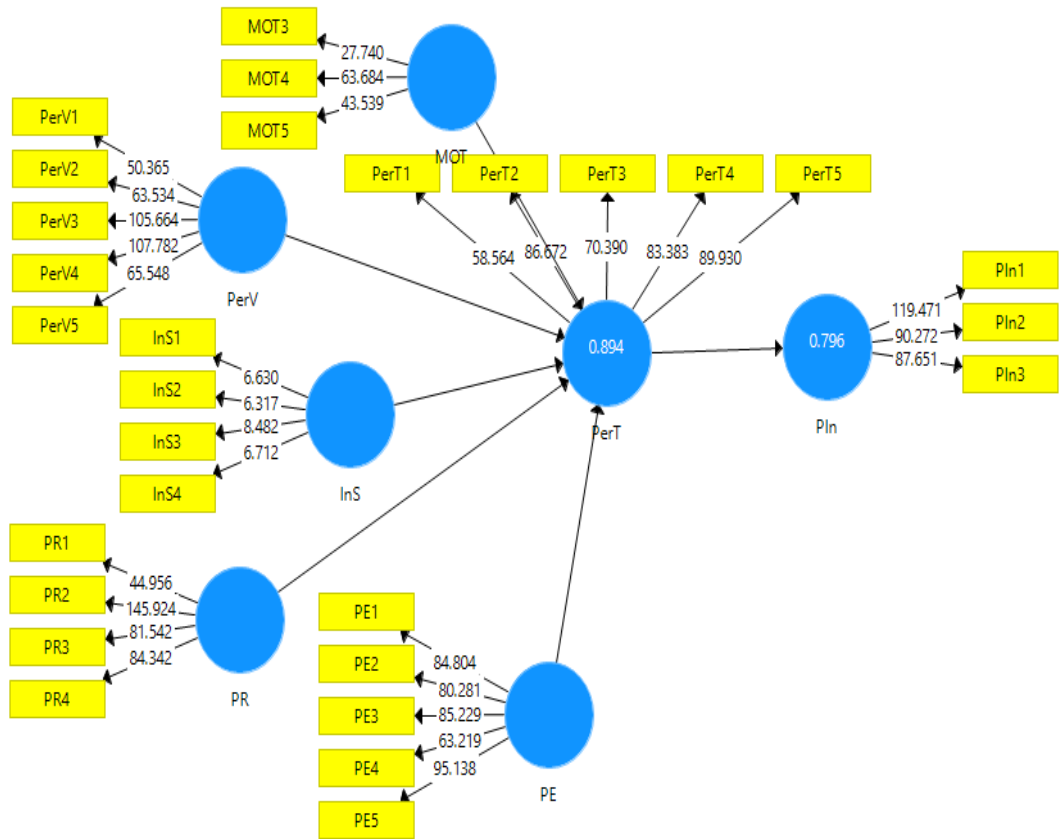 MOT3
27.740
MOT4
63.684
MOT5
43.539
MOT
PerV1
50.365
PerV2
63.534
PerV3
105.664
PerV4
107.782
PerV5
65.548
PerV
PerT1
PerT2
PerT3
PerT4
PerT5
58.564
86.672
70.390
83.383
89.930
0.894
PerT
0.796
PIn
119.471
PIn1
90.272
PIn2
87.651
PIn3
InS1
6.630
InS2
6.317
InS3
8.482
InS4
6.712
InS
PR1
44.956
PR2
145.924
PR3
81.542
PR4
84.342
PR
PE1
84.804
PE2
80.281
PE3
85.229
PE4
63.219
PE5
95.138
PE